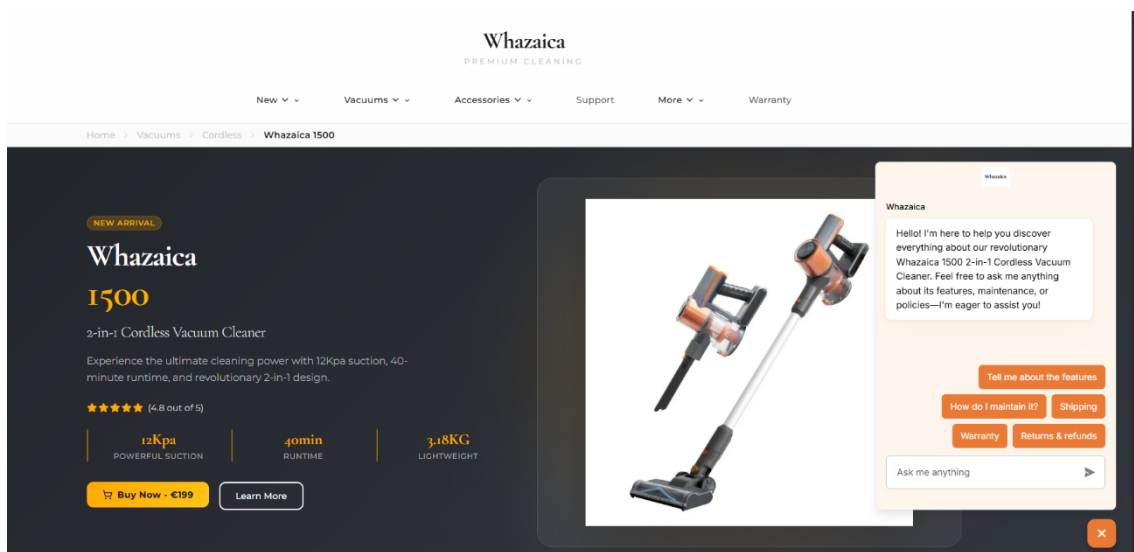 Whazaica
PREMIUM CLEANING
New Vacuums Accessories Support More Warranty
Home > Vacuums > Cordless > Whazaica 1500
NEW ARRIVAL
Whazaica
1500
2-in-1 Cordless Vacuum Cleaner
Experience the ultimate cleaning power with 12Kpa suction, 40-
minute runtime, and revolutionary 2-in-1 design.
(4.8 out of 5)
12Kpa
POWERFUL SUCTION
40min
RUNTIME
3.18KG
LIGHTWEIGHT
Buy Now - €199
Learn More
Whazaica
Whazaica
Hello! I'm here to help you discover
everything about our revolutionary
Whazaica 1500 2-in-1 Cordless Vacuum
Cleaner. Feel free to ask me anything
about its features, maintenance, or
policies—I'm eager to assist you!
Tell me about the features
How do I maintain it?
Shipping
Warranty
Returns & refunds
Ask me anything